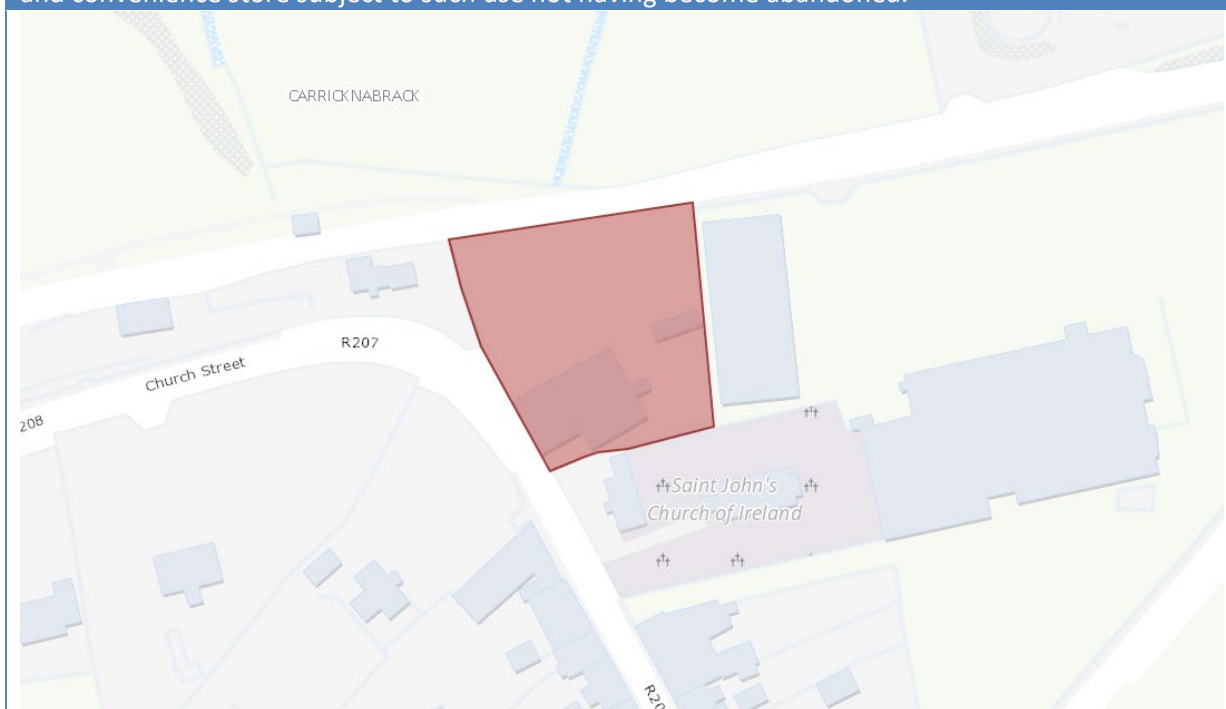 and convenience store subject to such use not having become abandoned.
CARRICKNABRACK
R207
Church Street
208
Saint John's
Church of Ireland
R20